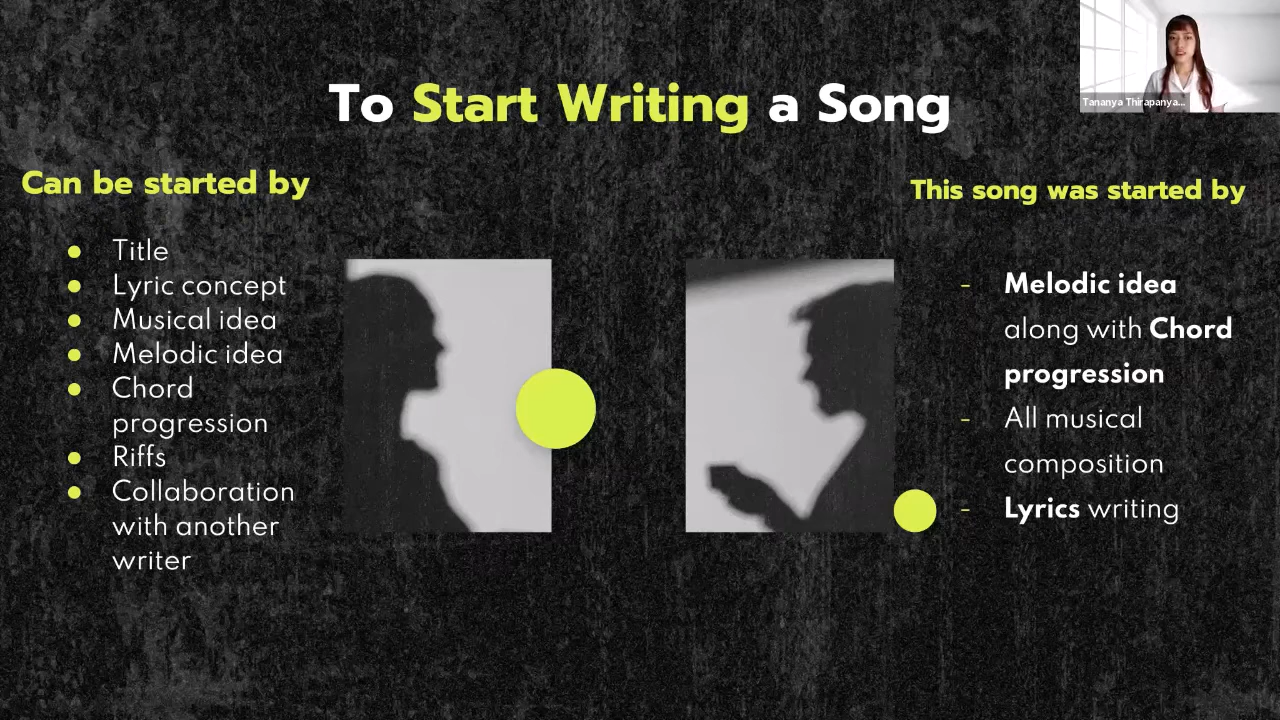 To Start Writing a Song
Tananya Thirapanya...
Can be started by
Title
Lyric concept
Musical idea
Melodic idea
Chord
progression
Riffs
Collaboration
with another
writer
This song was started by
- Melodic idea
along with Chord
progression
- All musical
composition
- Lyrics writing